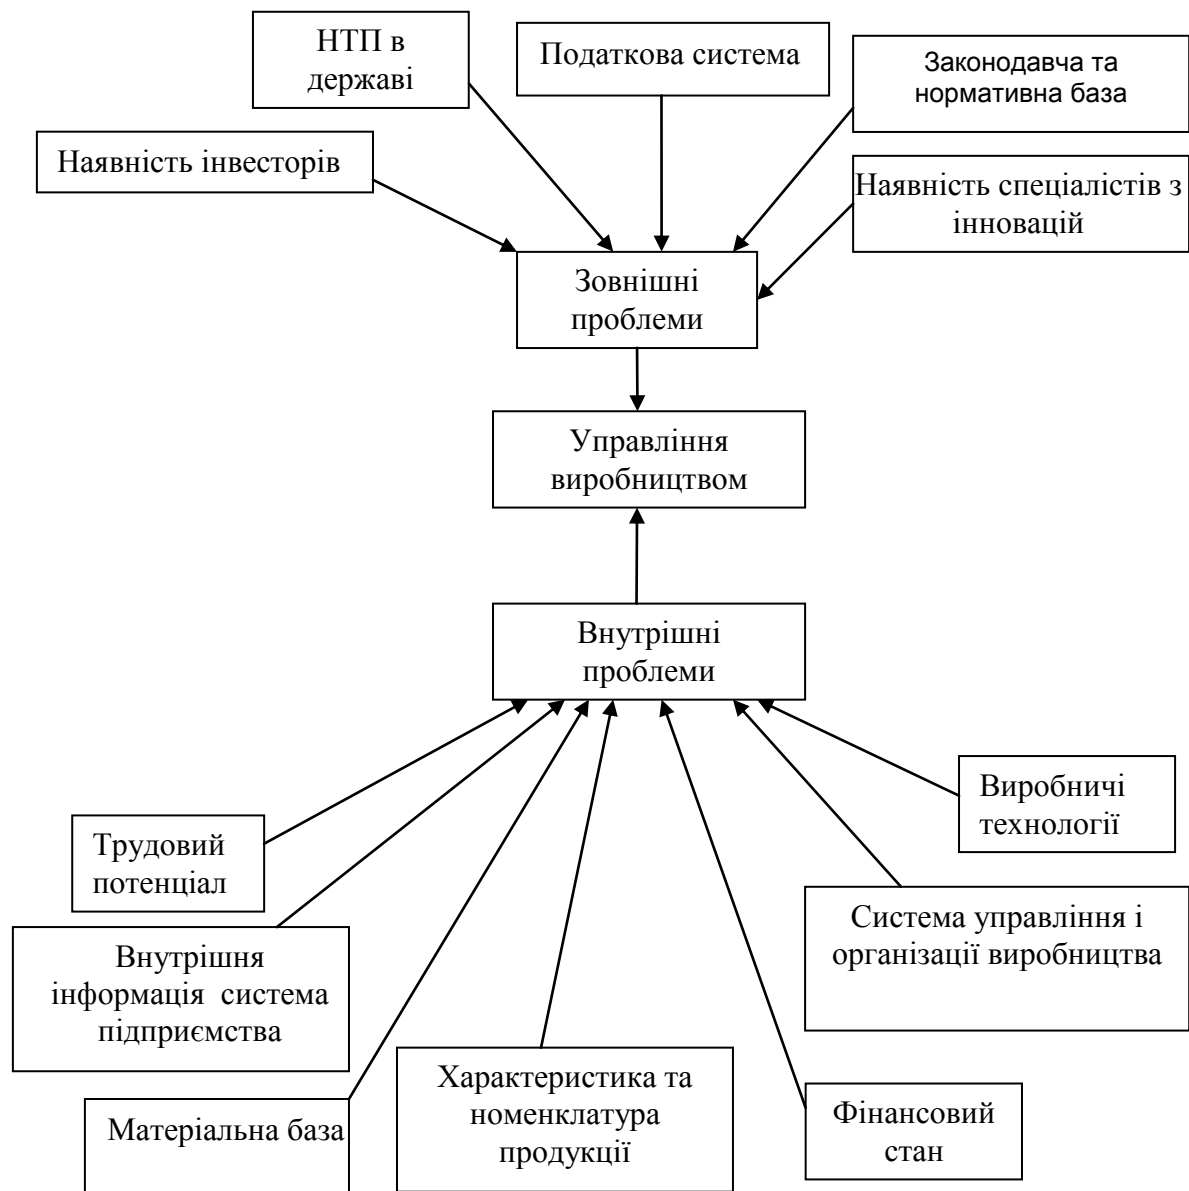 НТП в
державі
Податкова система
Законодавча та
нормативна база
Наявність інвесторів
Наявність спеціалістів з
інновацій
Зовнішні
проблеми
Управління
виробництвом
Внутрішні
проблеми
Виробничі
технології
Трудовий
потенціал
Система управління і
організації виробництва
Внутрішня
інформація система
підприємства
Характеристика та
номенклатура
продукції
Матеріальна база
Фінансовий
стан